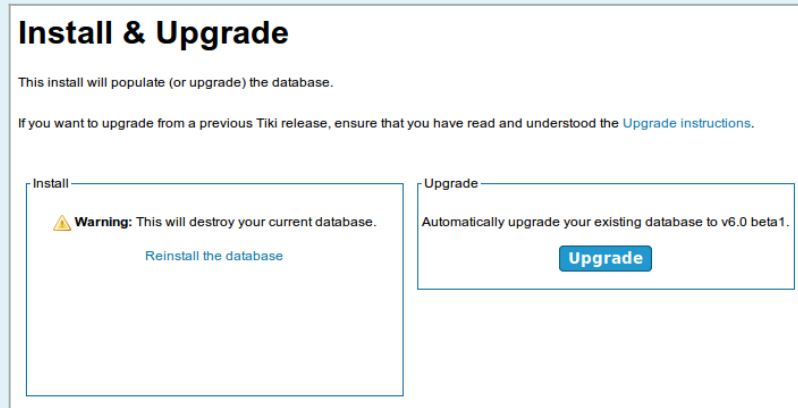 Install & Upgrade
This install will populate (or upgrade) the database.
If you want to upgrade from a previous Tiki release, ensure that you have read and understood the Upgrade instructions.
Install
Warning: This will destroy your current database.
Reinstall the database
Upgrade
Automatically upgrade your existing database to v6.0 beta1.
Upgrade